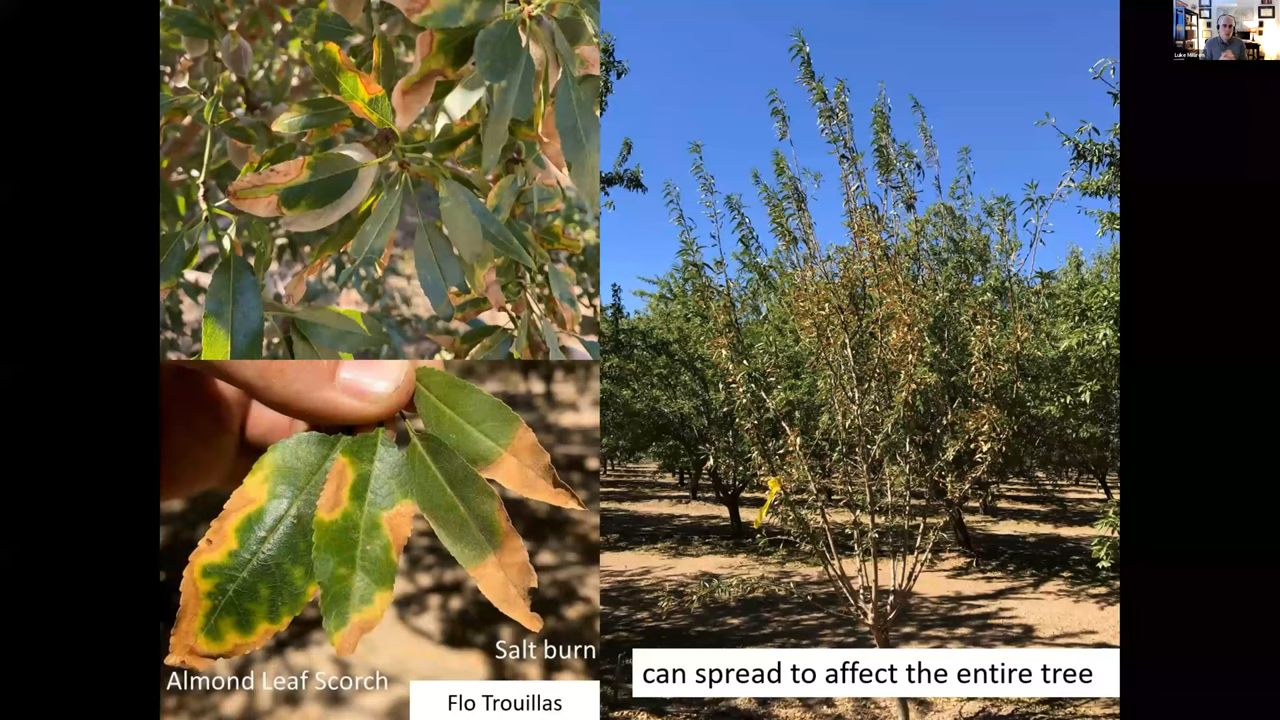 Salt burn
Almond Leaf Scorch
Flo Trouillas
can spread to affect the entire tree